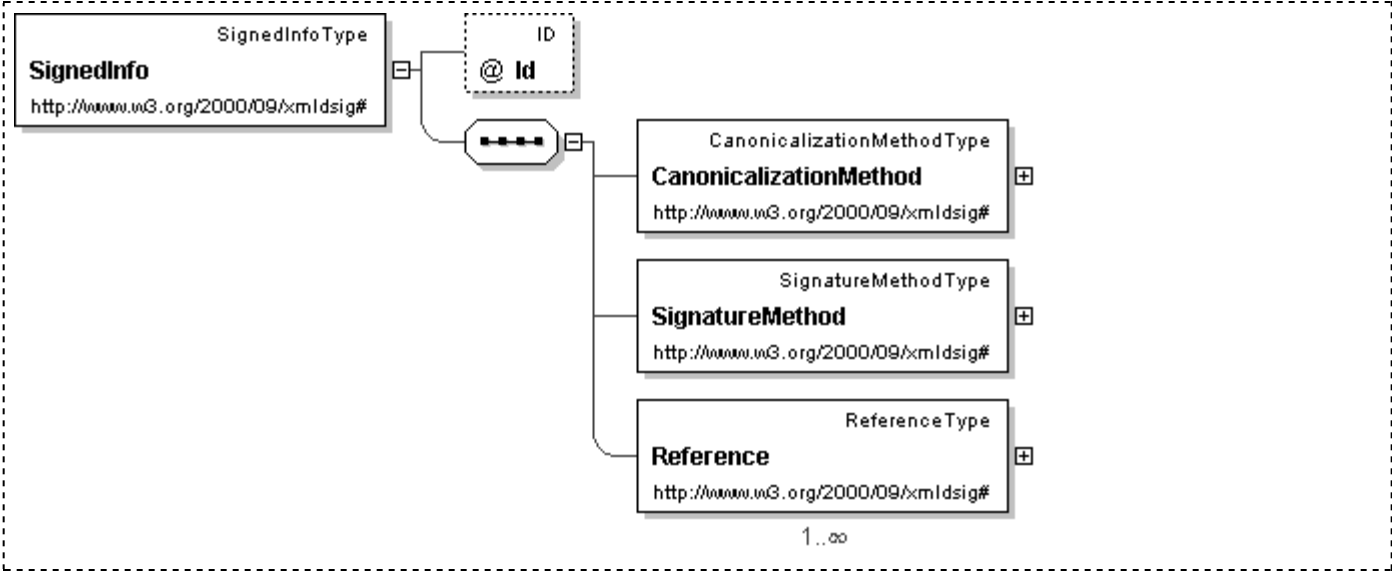 SignedInfoType
SignedInfo
http://www.w3.org/2000/09/xmldsig#
ID
@ Id
CanonicalizationMethodType
CanonicalizationMethod
http://www.w3.org/2000/09/xmldsig#
SignatureMethodType
SignatureMethod
http://www.w3.org/2000/09/xmldsig#
ReferenceType
Reference
http://www.w3.org/2000/09/xmldsig#
1..∞